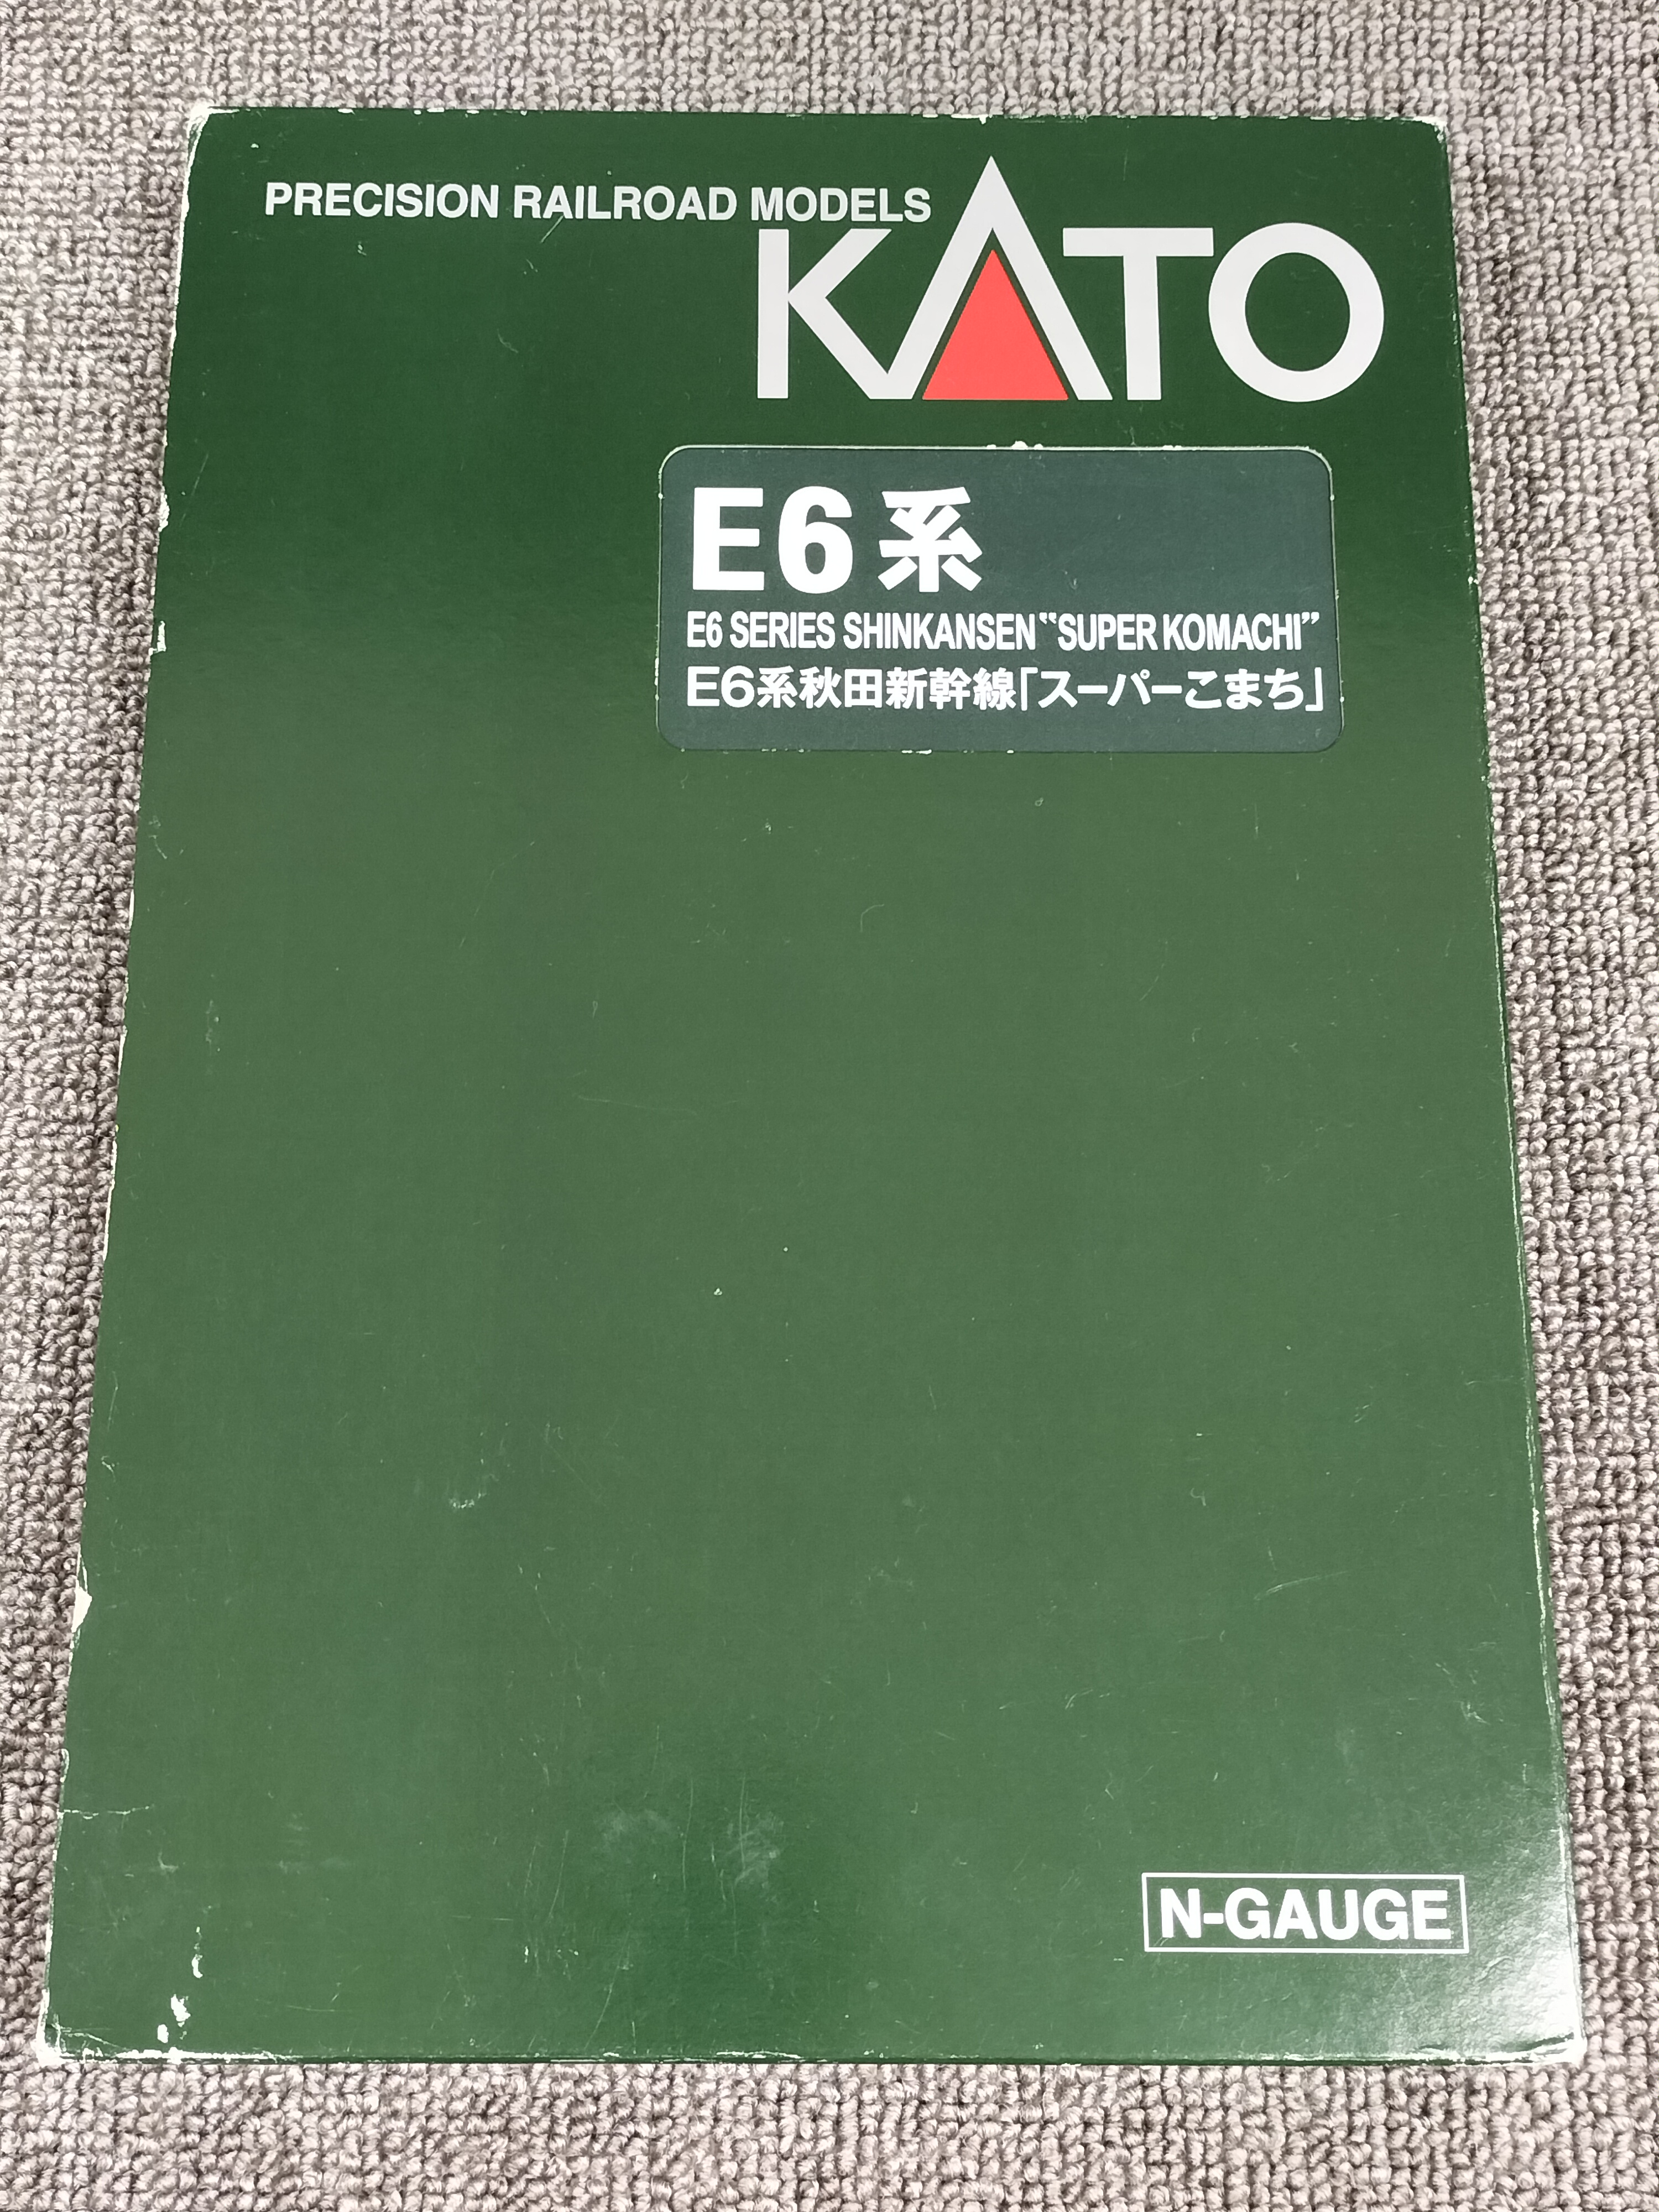 PRECISION RAILROAD MODELS
KATO
E6系
E6 SERIES SHINKANSEN “SUPER KOMACHI”
E6系秋田新幹線「スーパーこまち」
N-GAUGE